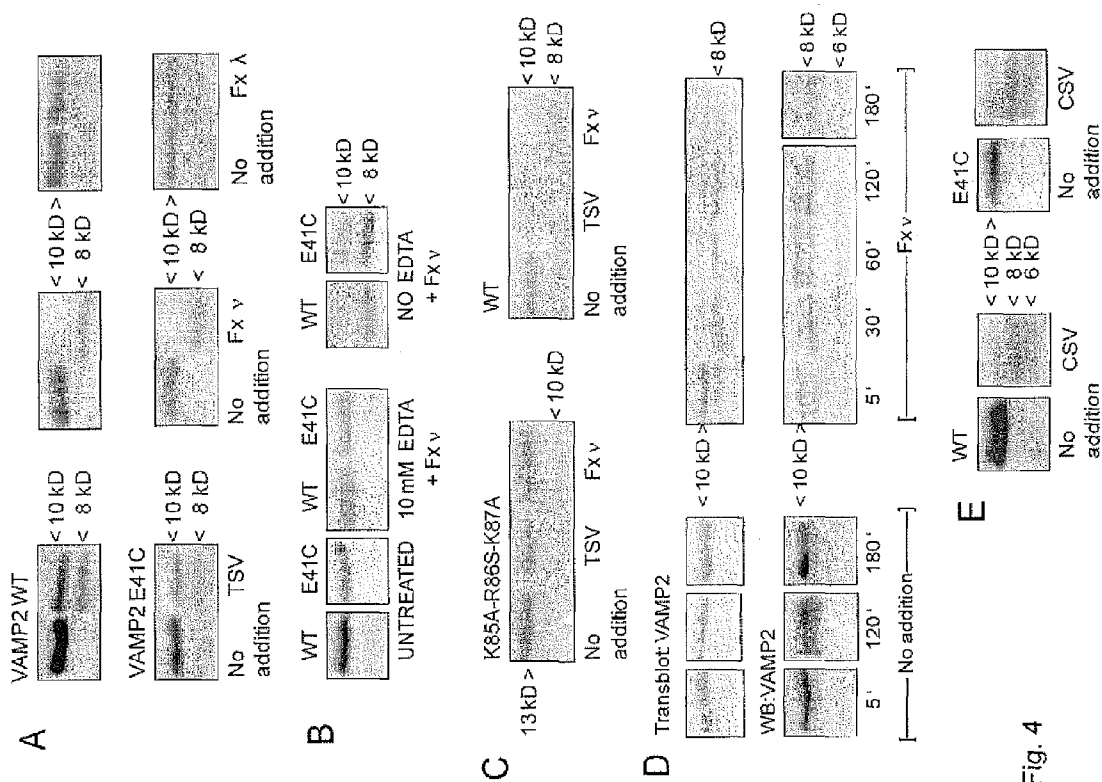 A
VAMP2 WT
< 10 kD >
< 8 kD
< 10 kD >
< 8 kD
VAMP2 E41C
< 10 kD
< 8 kD
< 10 kD >
< 8 kD
No addition TSV No addition Fx ν No addition Fx λ
B
WT E41C WT E41C WT E41C
< 10 kD
< 8 kD
UNTREATED 10 mM EDTA + Fx ν NO EDTA + Fx ν
C
K85A-R86S-K87A WT
13 kD >
< 10 kD
< 10 kD
< 8 kD
No addition TSV Fx ν No addition TSV Fx ν
D
Transblot: VAMP2
< 10 kD >
< 8 kD
WB: VAMP2
< 10 kD >
< 8 kD
< 6 kD
5' 120' 180' 5' 30' 60' 120' 180'
No addition Fx ν
E
WT E41C
< 10 kD >
< 8 kD
< 6 kD
No addition CSV No addition CSV
Fig. 4